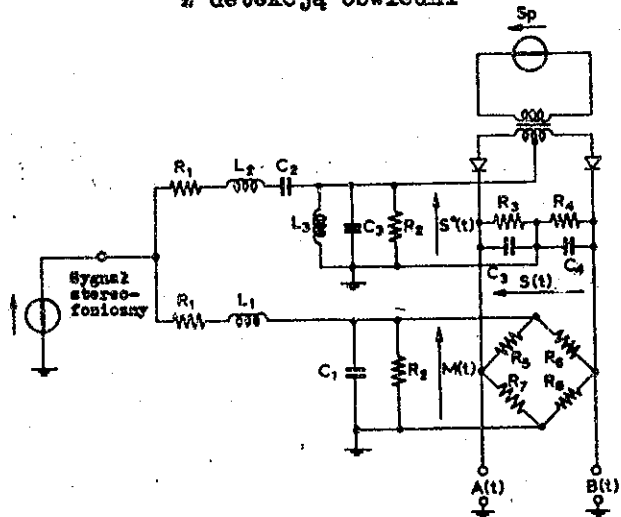 z detekcją obwiedni
Sp
R₁
L₂
C₂
L₃
C₃
R₂
S*(t)
R₃
R₄
C₃
C₄
S(t)
Sygnał
stereo-
foniczny
R₁
L₁
C₁
R₂
M(t)
R₅
R₆
R₇
R₈
A(t)
B(t)